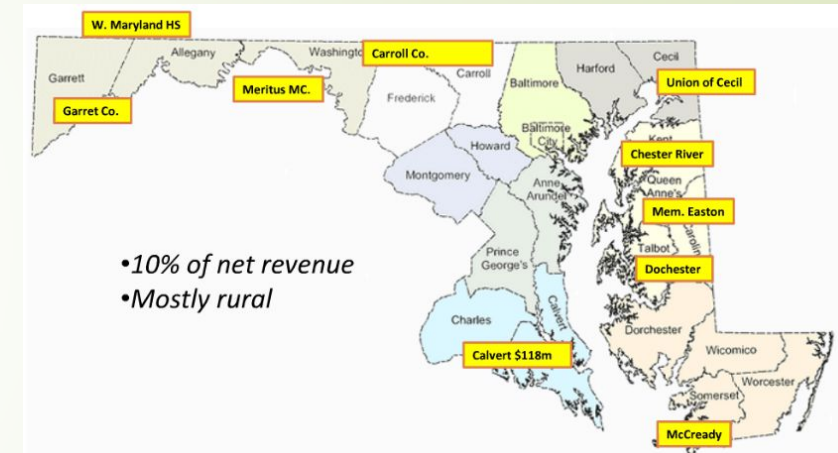 W. Maryland HS
Garrett
Allegany
Washingto
Carroll Co.
Carroll
Baltimore
Harford
Cecil
Garret Co.
Meritus MC.
Frederick
Union of Cecil
Baltimore
City
Kent
Chester River
Howard
Montgomery
Anne
Arundel
Queen
Anne's
Mem. Easton
Carolin
Talbot
Dochester
Prince
George's
•10% of net revenue
•Mostly rural
Charles
Calvert
Dorchester
Calvert $118m
Wicomico
Worcester
Somerset
McCready